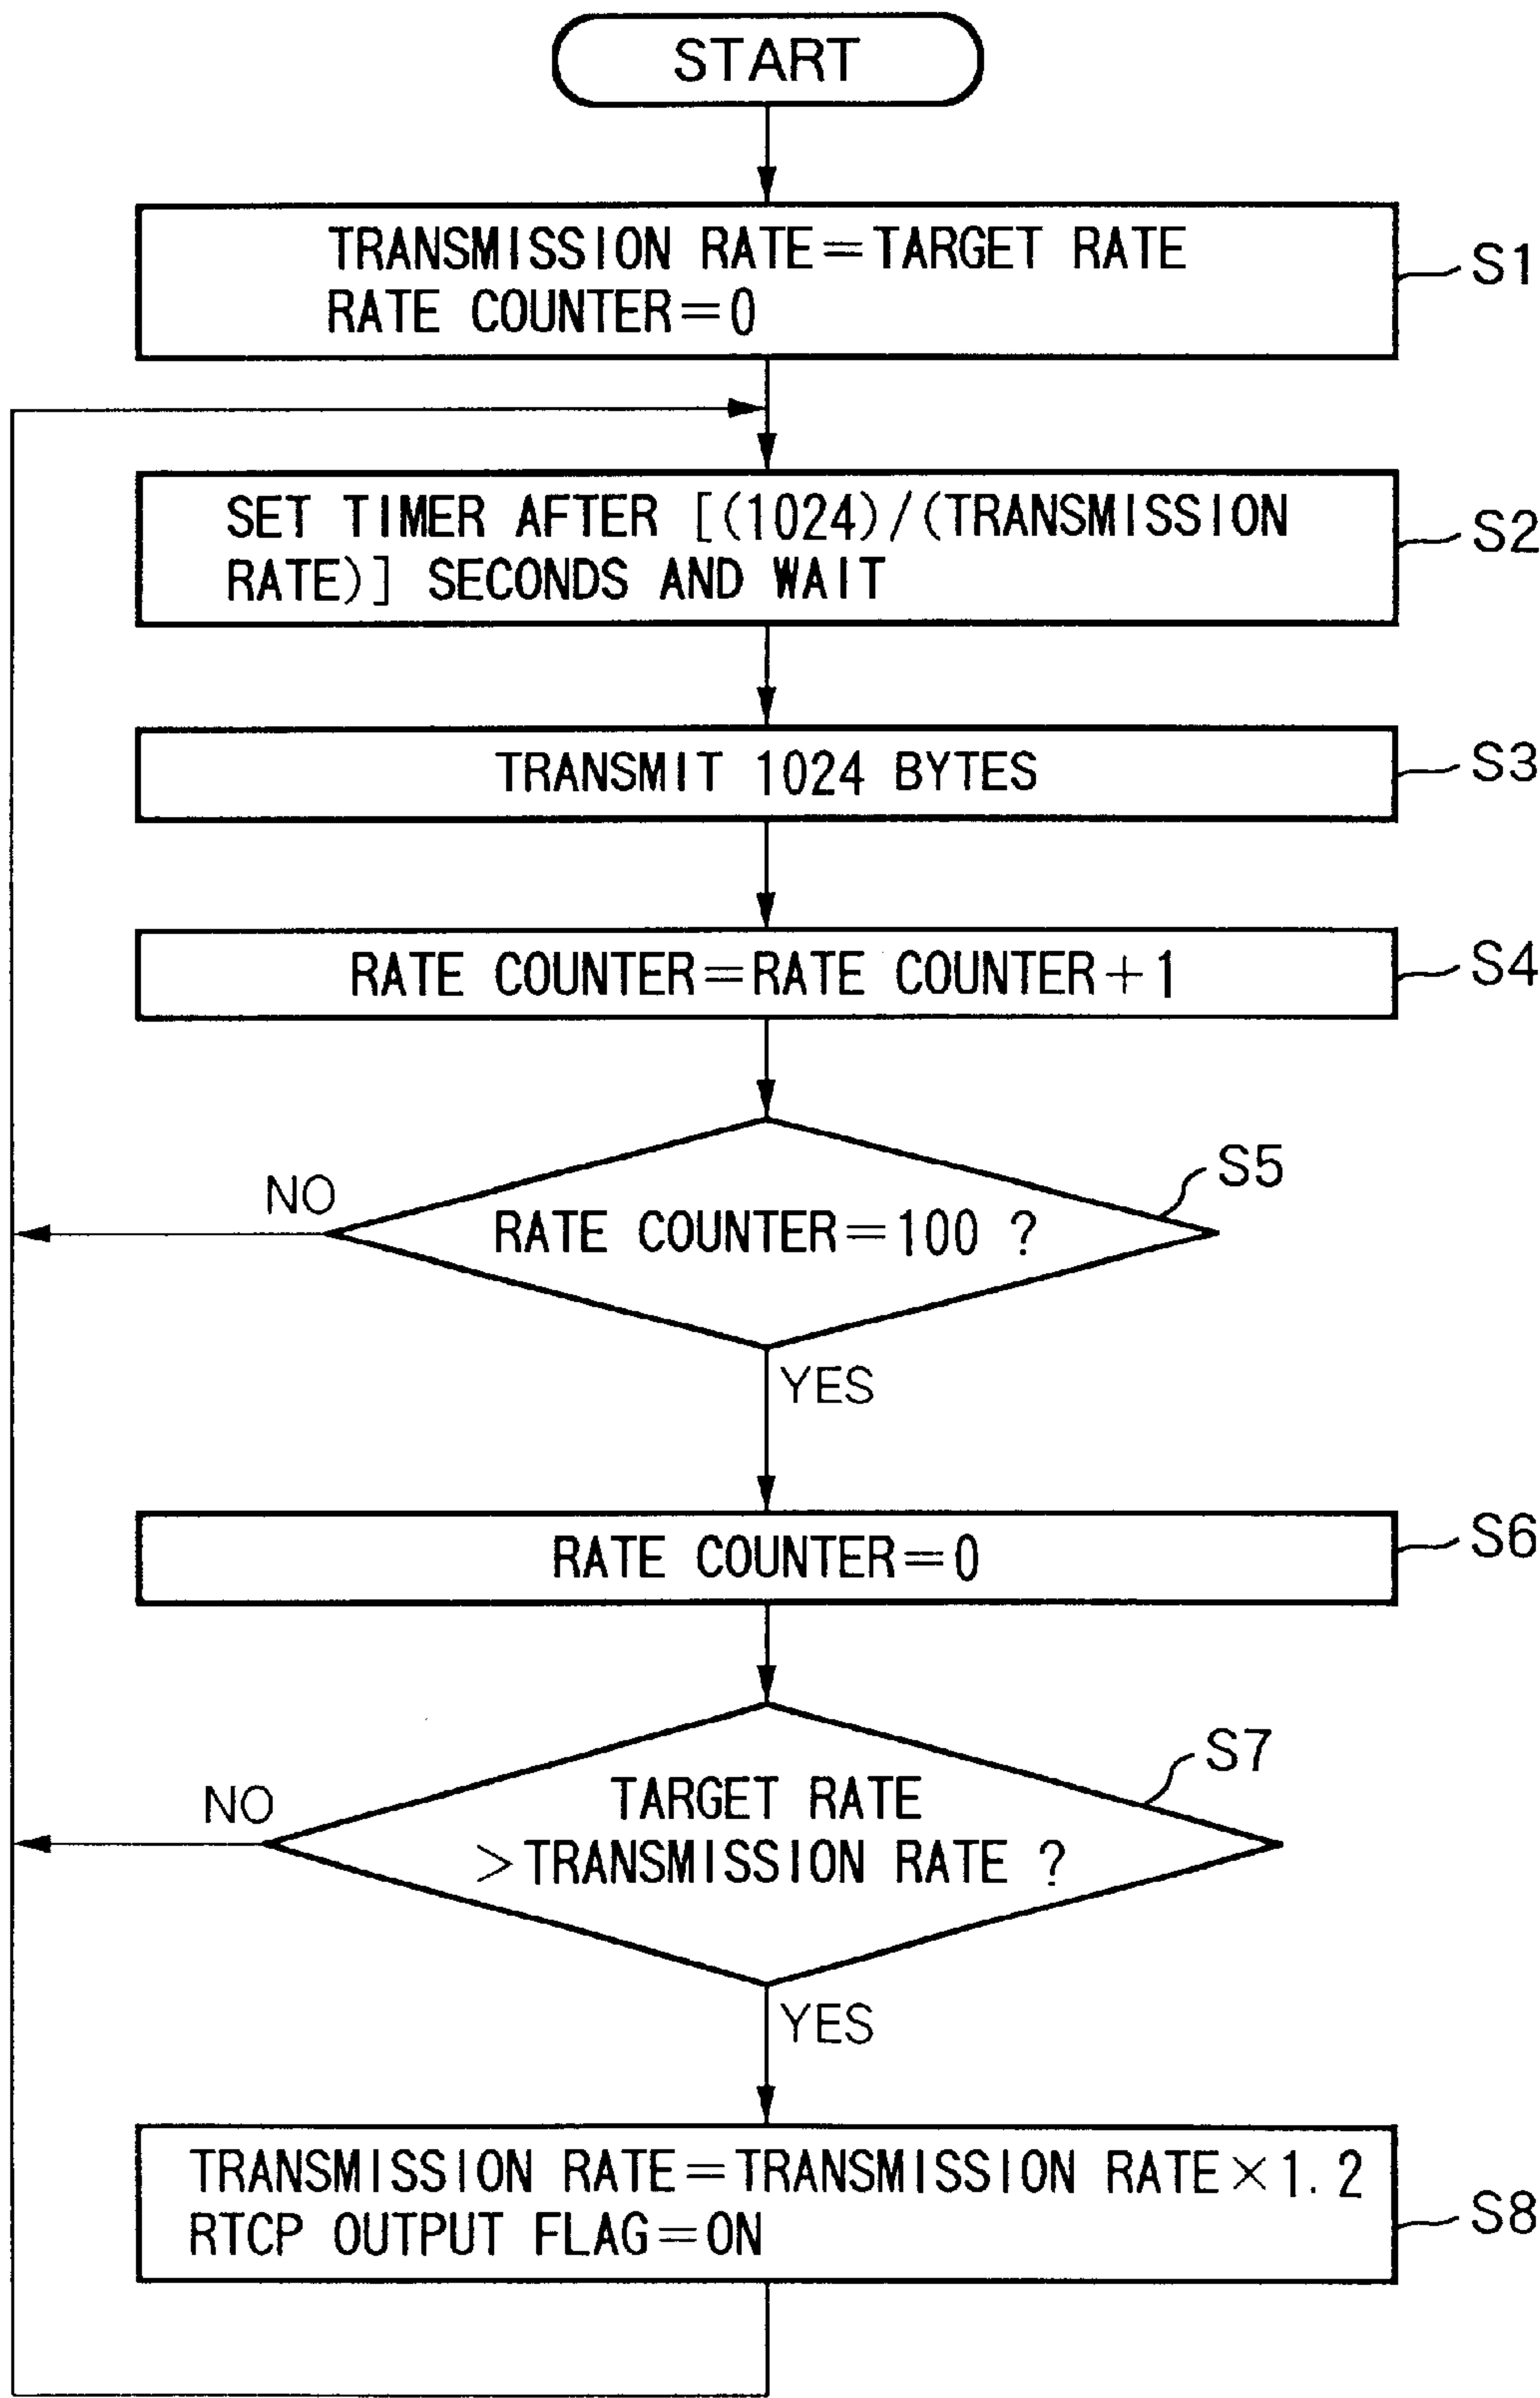 START
TRANSMISSION RATE=TARGET RATE
RATE COUNTER=0
S1
SET TIMER AFTER [(1024)/(TRANSMISSION
RATE)] SECONDS AND WAIT
S2
TRANSMIT 1024 BYTES
S3
RATE COUNTER=RATE COUNTER+1
S4
S5
NO
RATE COUNTER=100 ?
YES
RATE COUNTER=0
S6
S7
NO
TARGET RATE
>TRANSMISSION RATE ?
YES
TRANSMISSION RATE=TRANSMISSION RATE×1.2
RTCP OUTPUT FLAG=ON
S8